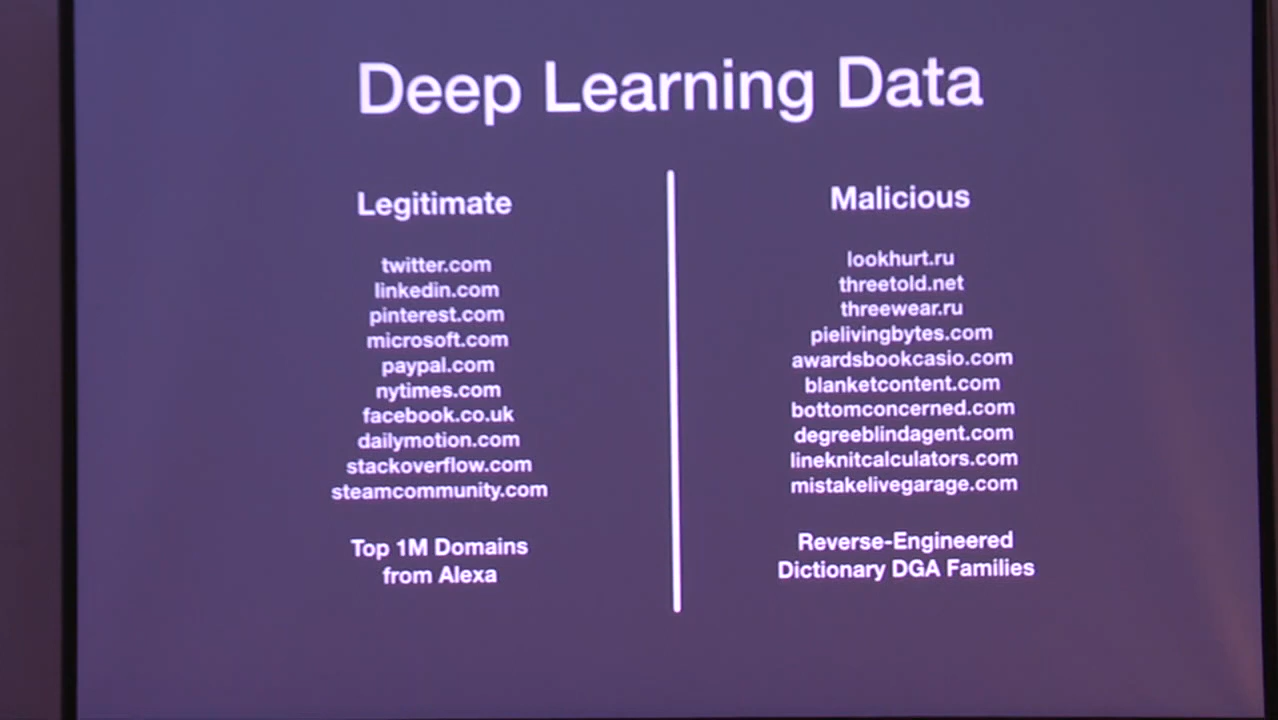 Deep Learning Data
Legitimate
twitter.com
linkedin.com
pinterest.com
microsoft.com
paypal.com
nytimes.com
facebook.co.uk
dailymotion.com
stackoverflow.com
steamcommunity.com
Top 1M Domains
from Alexa
Malicious
lookhurt.ru
threetold.net
threewear.ru
pielivingbytes.com
awardsbookcasio.com
blanketcontent.com
bottomconcerned.com
degreeblindagent.com
lineknitcalculators.com
mistakelivegarage.com
Reverse-Engineered
Dictionary DGA Families